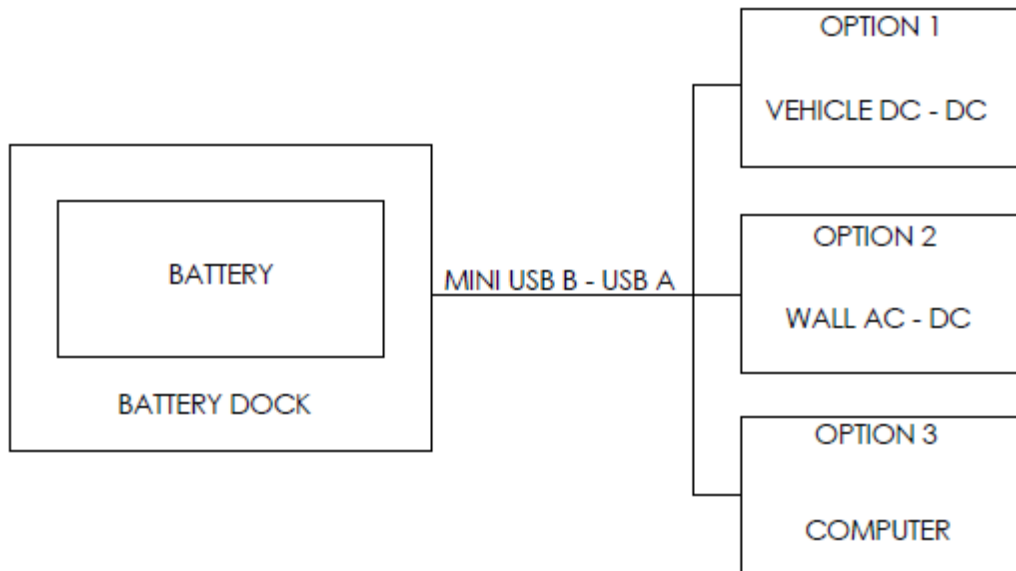 OPTION 1
VEHICLE DC - DC
BATTERY
BATTERY DOCK
MINI USB B - USB A
OPTION 2
WALL AC - DC
OPTION 3
COMPUTER